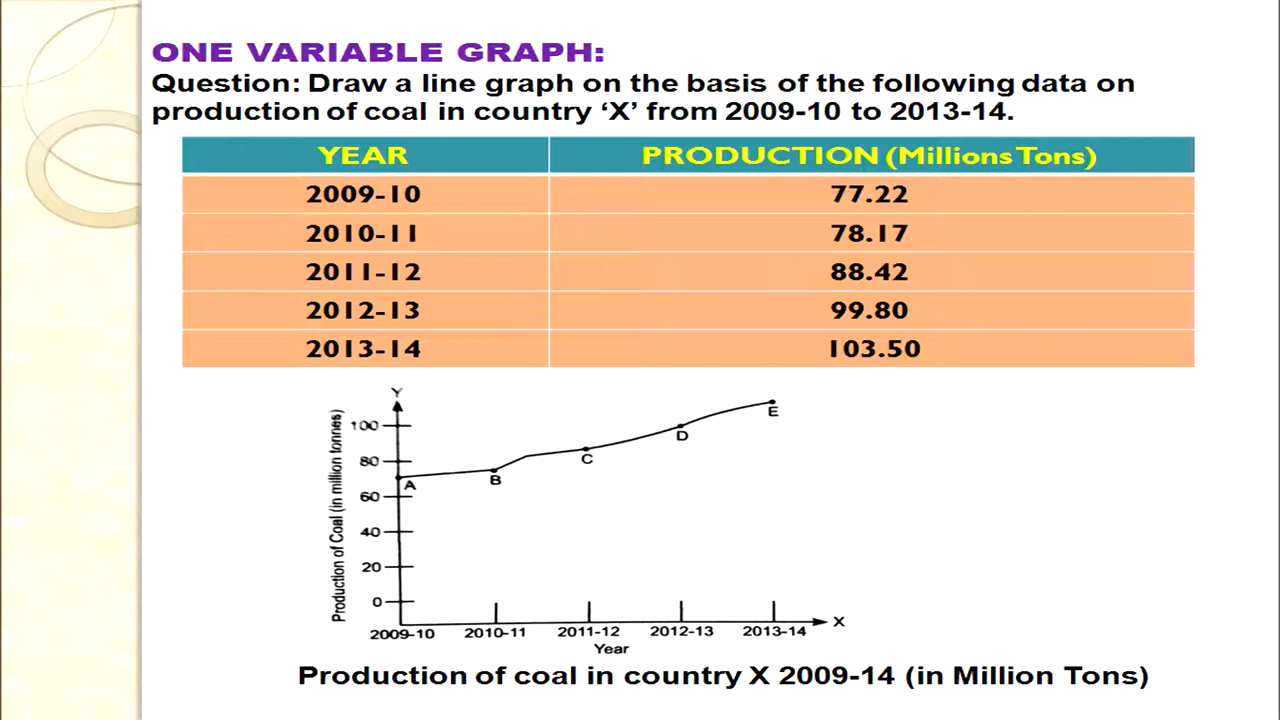 ONE VARIABLE GRAPH:
Question: Draw a line graph on the basis of the following data on
production of coal in country ‘X’ from 2009-10 to 2013-14.
YEAR PRODUCTION (Millions Tons)
2009-10 77.22
2010-11 78.17
2011-12 88.42
2012-13 99.80
2013-14 103.50
Y
Production of Coal (in million tonnes)
100
80
60
40
20
0
A
B
C
D
E
X
2009-10 2010-11 2011-12 2012-13 2013-14
Year
Production of coal in country X 2009-14 (in Million Tons)